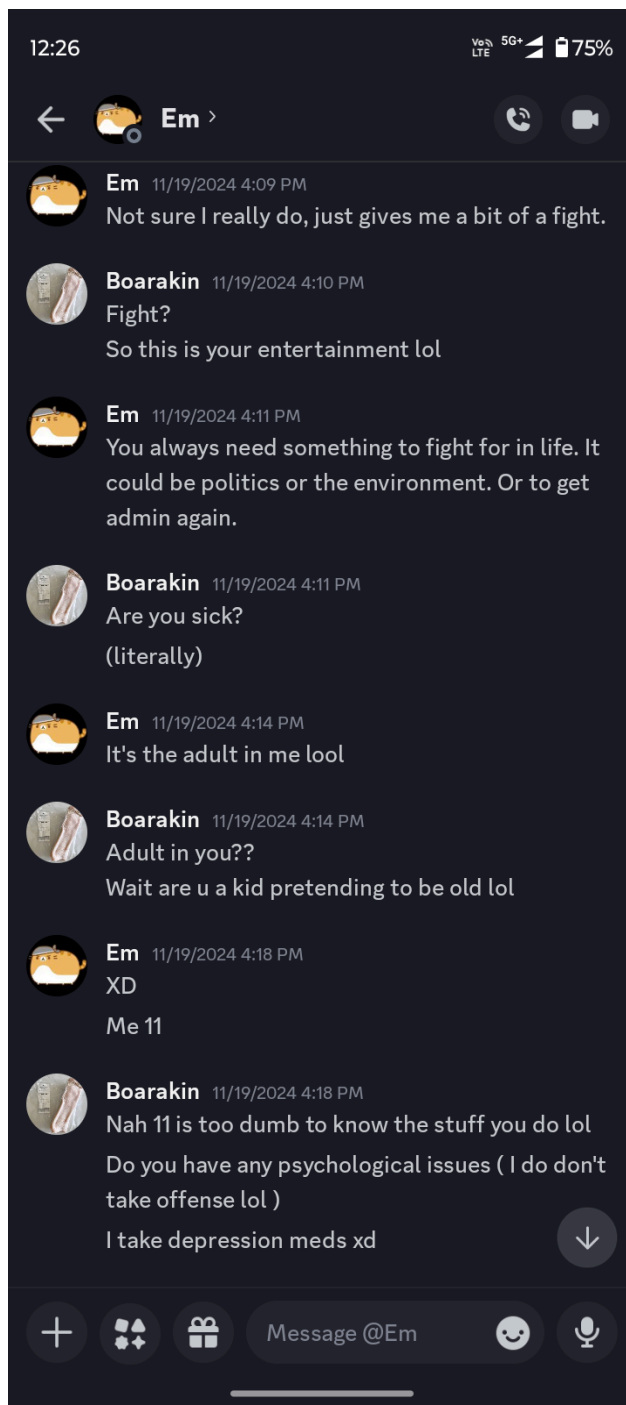 12:26
Vo LTE 5G+ 75%
Em
Em 11/19/2024 4:09 PM
Not sure I really do, just gives me a bit of a fight.
Boarakin 11/19/2024 4:10 PM
Fight?
So this is your entertainment lol
Em 11/19/2024 4:11 PM
You always need something to fight for in life. It
could be politics or the environment. Or to get
admin again.
Boarakin 11/19/2024 4:11 PM
Are you sick?
(literally)
Em 11/19/2024 4:14 PM
It's the adult in me lool
Boarakin 11/19/2024 4:14 PM
Adult in you??
Wait are u a kid pretending to be old lol
Em 11/19/2024 4:18 PM
XD
Me 11
Boarakin 11/19/2024 4:18 PM
Nah 11 is too dumb to know the stuff you do lol
Do you have any psychological issues ( I do don't
take offense lol )
I take depression meds xd
Message @Em